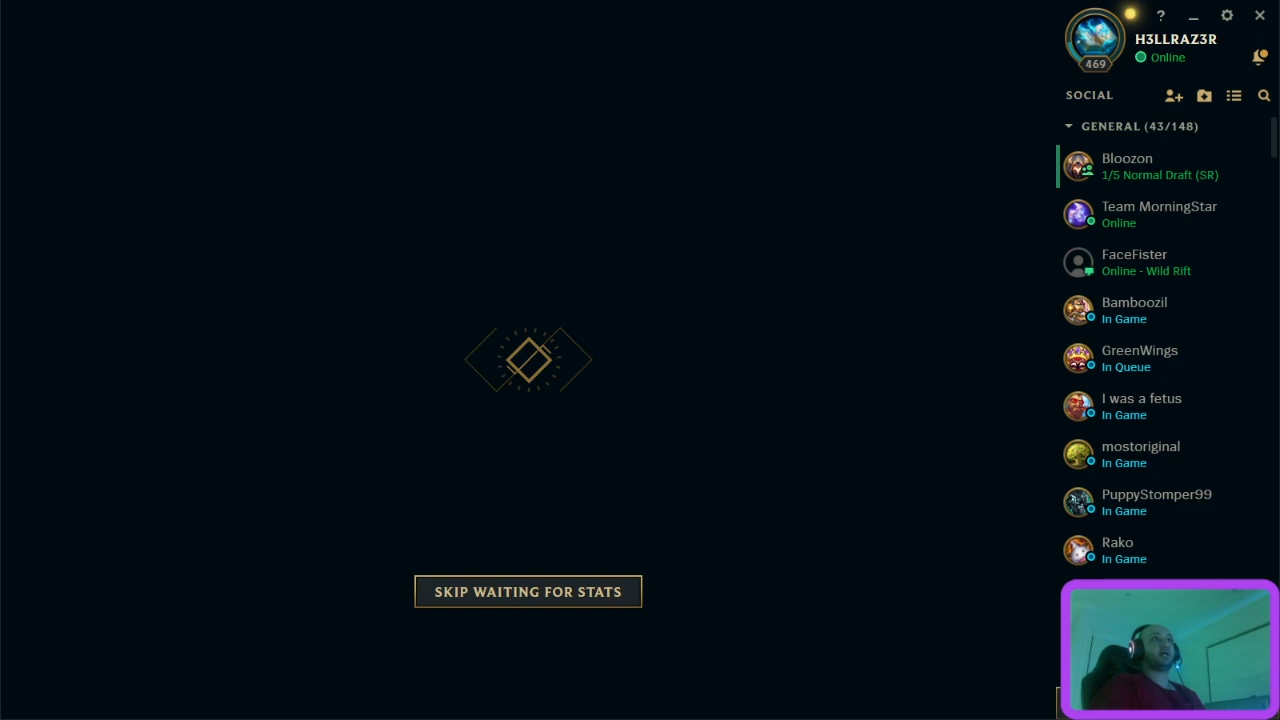 ?
H3LLRAZ3R
Online
469
SOCIAL
GENERAL (43/148)
Bloozon
1/5 Normal Draft (SR)
Team MorningStar
Online
FaceFister
Online - Wild Rift
Bamboozil
In Game
GreenWings
In Queue
I was a fetus
In Game
mostoriginal
In Game
PuppyStomper99
In Game
Rako
In Game
SKIP WAITING FOR STATS